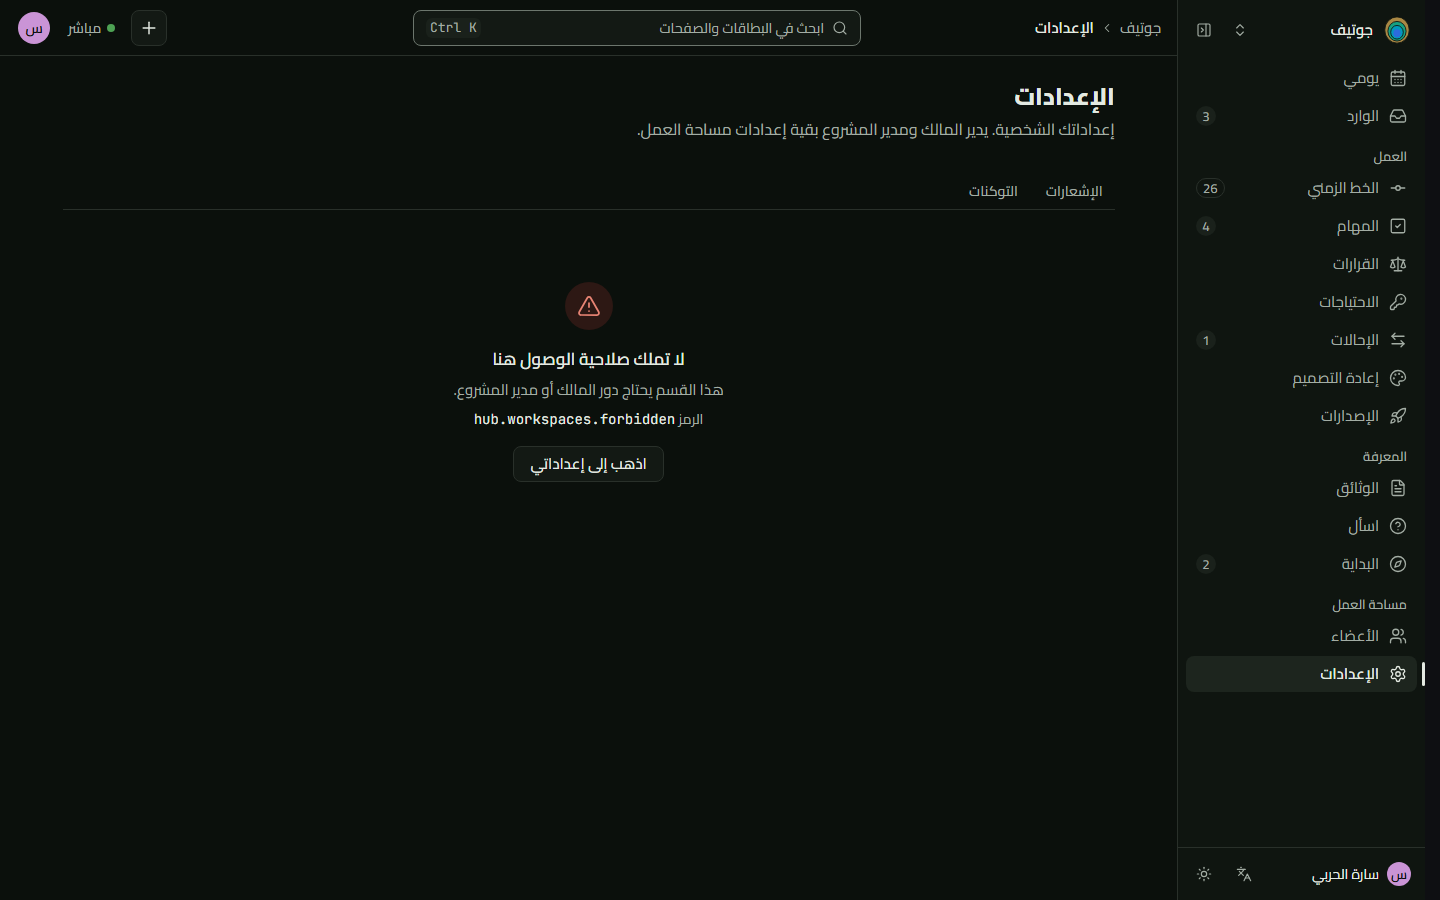 جوتيف
يومي
الوارد 3
العمل
الخط الزمني 26
المهام 4
القرارات
الاحتياجات
الإحالات 1
إعادة التصميم
الإصدارات
المعرفة
الوثائق
اسأل
البداية 2
مساحة العمل
الأعضاء
الإعدادات
س سارة الحربي
جوتيف الإعدادات
ابحث في البطاقات والصفحات Ctrl K
مباشر
س
الإعدادات
إعداداتك الشخصية. يدير المالك ومدير المشروع بقية إعدادات مساحة العمل.
الإشعارات التوكنات
لا تملك صلاحية الوصول هنا
هذا القسم يحتاج دور المالك أو مدير المشروع.
الرمز hub.workspaces.forbidden
اذهب إلى إعداداتي